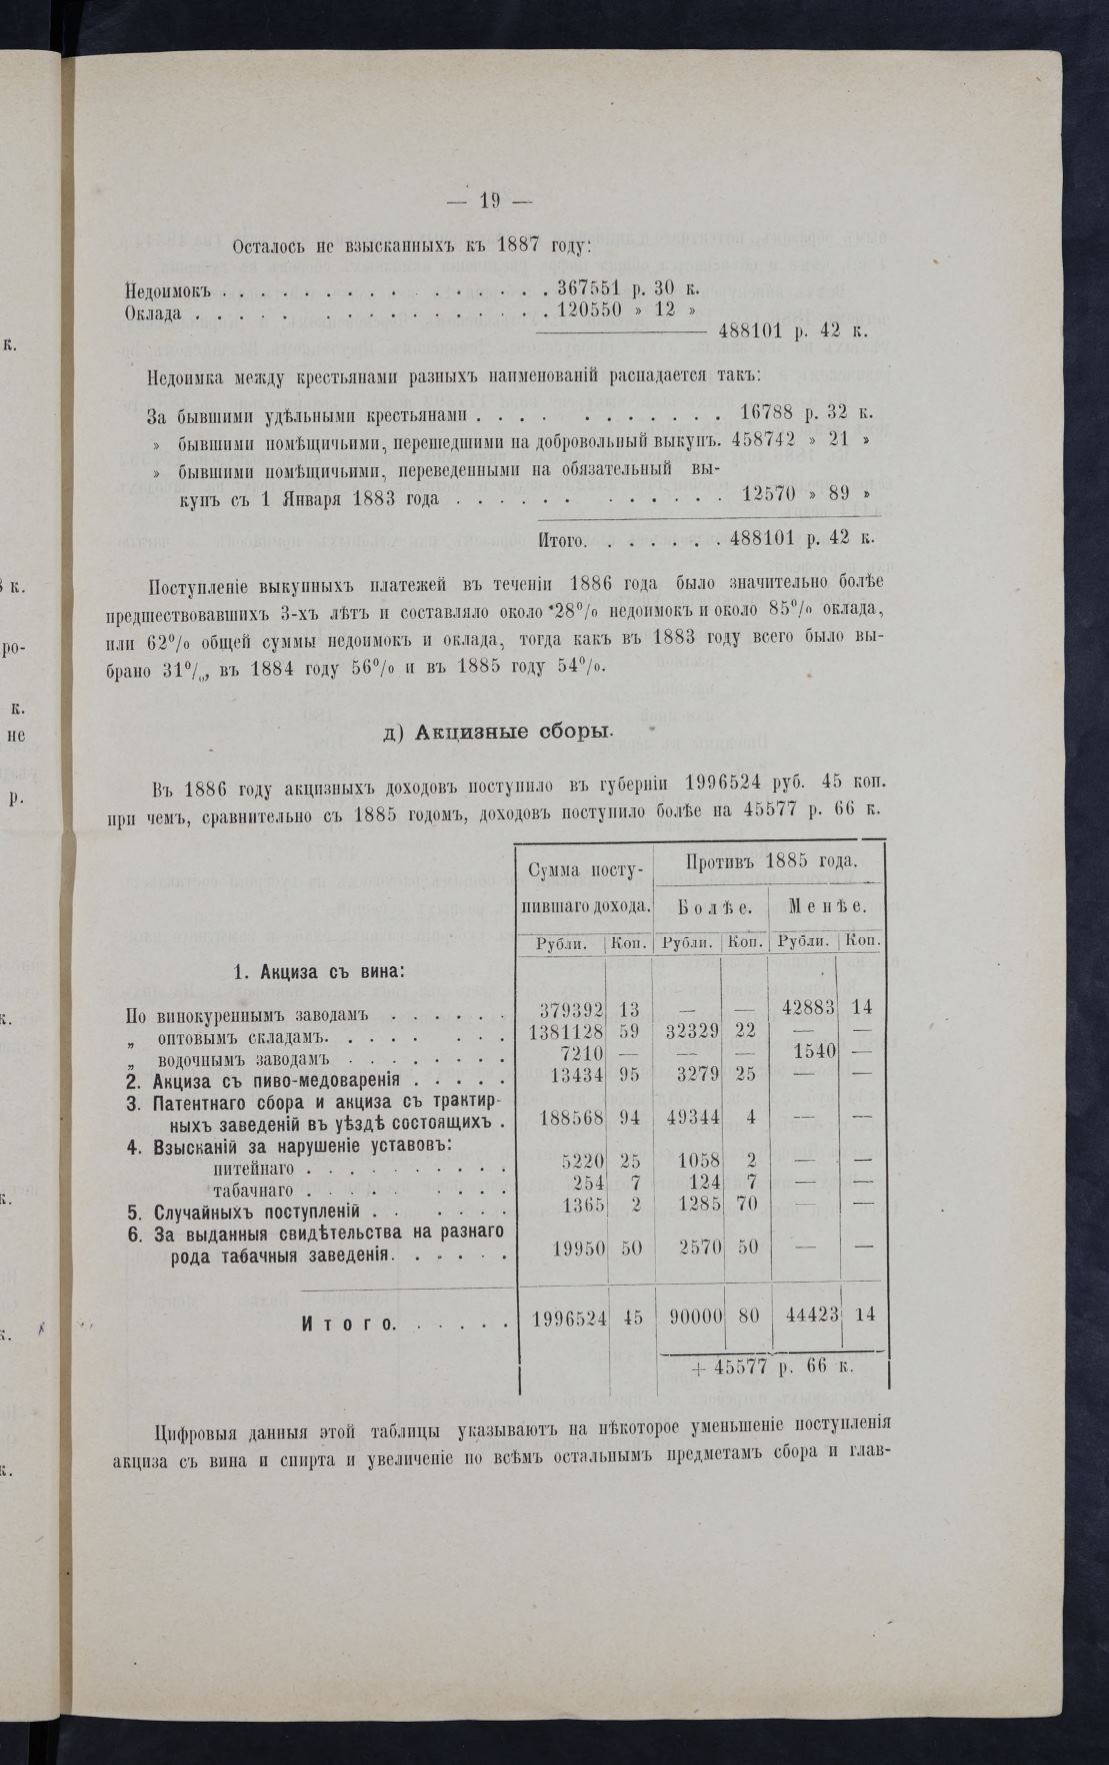 — 19 —
Осталось не взысканныхъ къ 1887 году:
Недоимокъ . . . . . . . . . . . . . . . . 367551 р. 30 к.
Оклада . . . . . . . . . . . . . . . . . 120550 » 12 »
488101 р. 42 к.
Недоимка между крестьянами разныхъ наименованій распадается такъ:
За бывшими удѣльными крестьянами . . . . . . . . . . . . 16788 р. 32 к.
» бывшими помѣщичьими, перешедшими на добровольный выкупъ. 458742 » 21 »
» бывшими помѣщичьими, переведенными на обязательный вы-
купъ съ 1 Января 1883 года . . . . . . . . . . . . 12570 » 89 »
Итого. . . . . . . 488101 р. 42 к.
Поступленіе выкупныхъ платежей въ теченіи 1886 года было значительно болѣе
предшествовавшихъ 3-хъ лѣтъ и составляло около 28% недоимокъ и около 85% оклада,
или 62% общей суммы недоимокъ и оклада, тогда какъ въ 1883 году всего было вы-
брано 31%, въ 1884 году 56% и въ 1885 году 54%.
д) Акцизные сборы.
Въ 1886 году акцизныхъ доходовъ поступило въ губерніи 1996524 руб. 45 коп.
при чемъ, сравнительно съ 1885 годомъ, доходовъ поступило болѣе на 45577 р. 66 к.
Сумма посту- Противъ 1885 года.
пившаго дохода. Болѣе. Менѣе.
Рубли. Коп. Рубли. Коп. Рубли. Коп.
1. Акциза съ вина:
По винокуреннымъ заводамъ . . . . . . 379392 13 — — 42883 14
„ оптовымъ складамъ. . . . . . . . 1381128 59 32329 22 — —
„ водочнымъ заводамъ . . . . . . . . 7210 — — — 1540 —
2. Акциза съ пиво-медоваренія . . . . . 13434 95 3279 25 — —
3. Патентнаго сбора и акциза съ трактир-
ныхъ заведеній въ уѣздѣ состоящихъ . 188568 94 49344 4 — —
4. Взысканій за нарушеніе уставовъ:
питейнаго . . . . . . . . . . 5220 25 1058 2 — —
табачнаго . . . . . . . . . . 254 7 124 7 — —
5. Случайныхъ поступленій . . . . . . . 1365 2 1285 70 — —
6. За выданныя свидѣтельства на разнаго
рода табачныя заведенія. . . . . . 19950 50 2570 50 — —
Итого. . . . . . 1996524 45 90000 80 44423 14
+ 45577 р. 66 к.
Цифровыя данныя этой таблицы указываютъ на нѣкоторое уменьшеніе поступленія
акциза съ вина и спирта и увеличеніе по всѣмъ остальнымъ предметамъ сбора и глав-
к.
к.
ро-
к.
не
р.
к.
к.
к.
к.